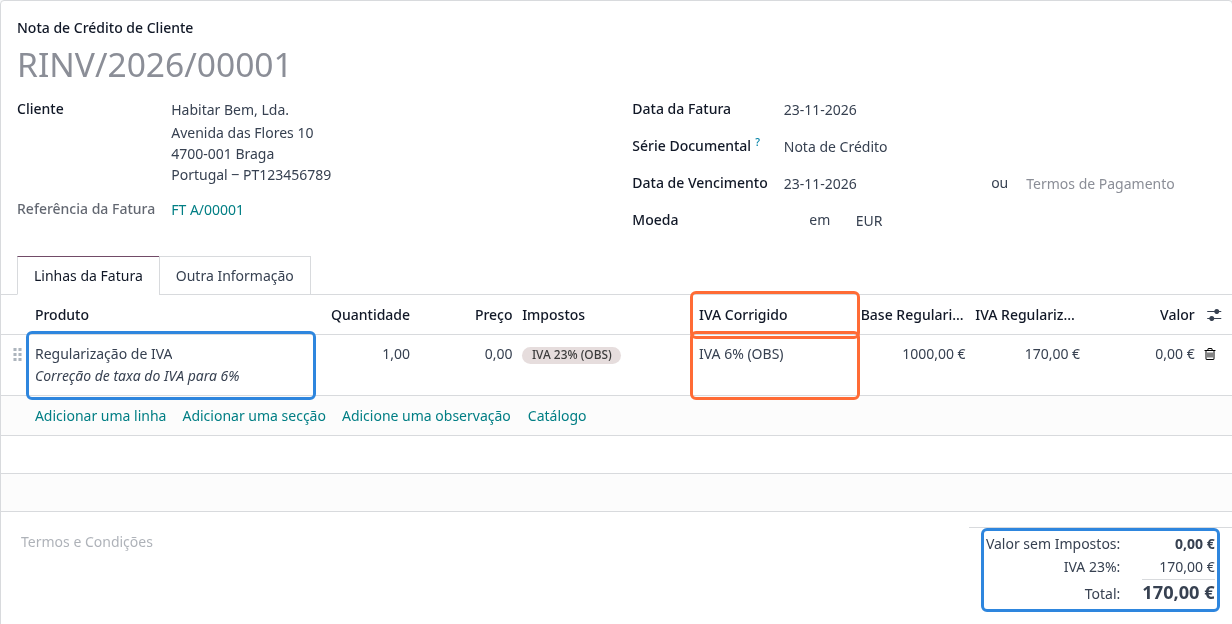 Nota de Crédito de Cliente
RINV/2026/00001
Cliente
Habitar Bem, Lda.
Avenida das Flores 10
4700-001 Braga
Portugal – PT123456789
Referência da Fatura FT A/00001
Data da Fatura 23-11-2026
Série Documental ? Nota de Crédito
Data de Vencimento 23-11-2026 ou Termos de Pagamento
Moeda em EUR
Linhas da Fatura Outra Informação
Produto Quantidade Preço Impostos IVA Corrigido Base Regulari... IVA Regulariz... Valor
Regularização de IVA 1,00 0,00 IVA 23% (OBS) IVA 6% (OBS) 1000,00 € 170,00 € 0,00 €
Correção de taxa do IVA para 6%
Adicionar uma linha Adicionar uma secção Adicione uma observação Catálogo
Termos e Condições
Valor sem Impostos: 0,00 €
IVA 23%: 170,00 €
Total: 170,00 €